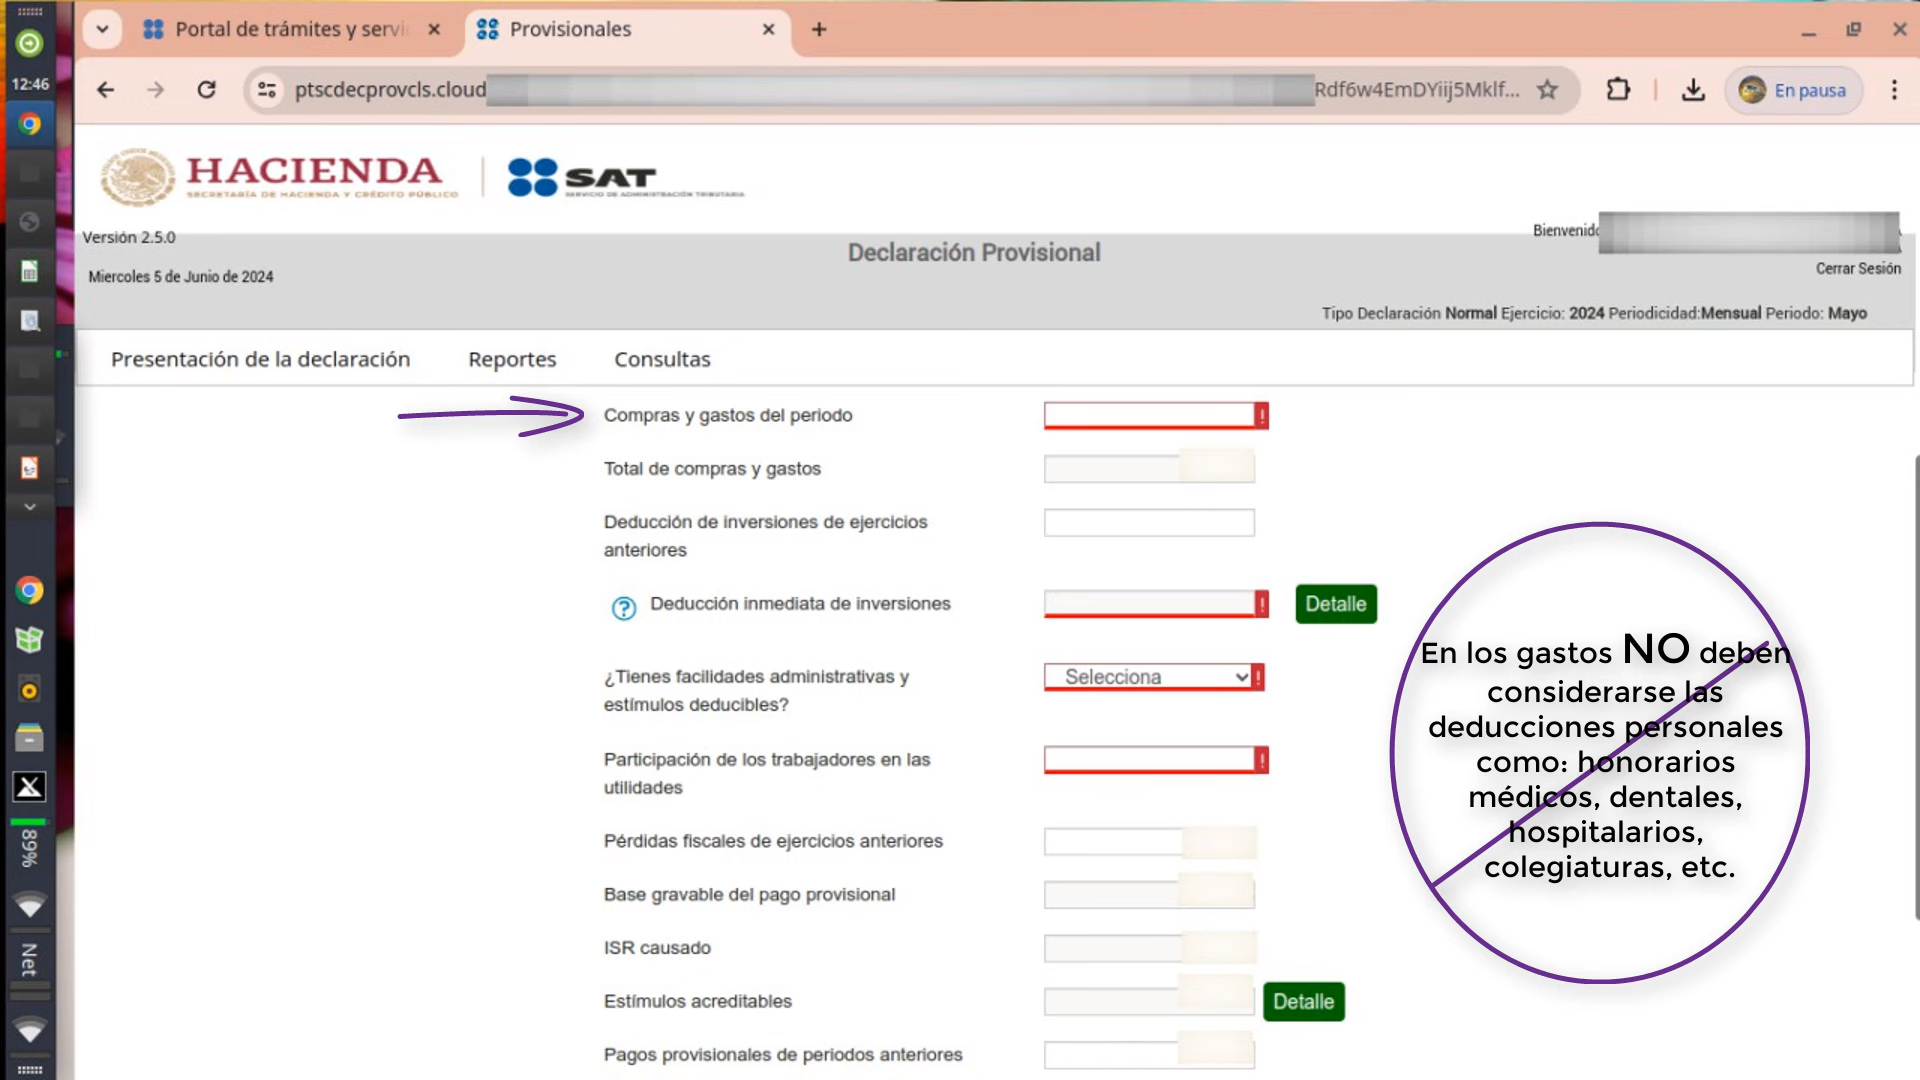 Portal de trámites y servi
Provisionales
12:46
ptscdecprovcls.cloud
Rdf6w4EmDYiij5Mklf...
En pausa
HACIENDA
SECRETARÍA DE HACIENDA Y CRÉDITO PÚBLICO
SAT
SERVICIO DE ADMINISTRACIÓN TRIBUTARIA
Versión 2.5.0
Bienvenido
Declaración Provisional
Miercoles 5 de Junio de 2024
Cerrar Sesión
Tipo Declaración Normal Ejercicio: 2024 Periodicidad:Mensual Periodo: Mayo
Presentación de la declaración
Reportes
Consultas
Compras y gastos del periodo
!
Total de compras y gastos
Deducción de inversiones de ejercicios
anteriores
? Deducción inmediata de inversiones
!
Detalle
¿Tienes facilidades administrativas y
estímulos deducibles?
Selecciona
!
Participación de los trabajadores en las
utilidades
!
Pérdidas fiscales de ejercicios anteriores
Base gravable del pago provisional
ISR causado
Estímulos acreditables
Detalle
Pagos provisionales de periodos anteriores
En los gastos NO deben
considerarse las
deducciones personales
como: honorarios
médicos, dentales,
hospitalarios,
colegiaturas, etc.
89%
Net